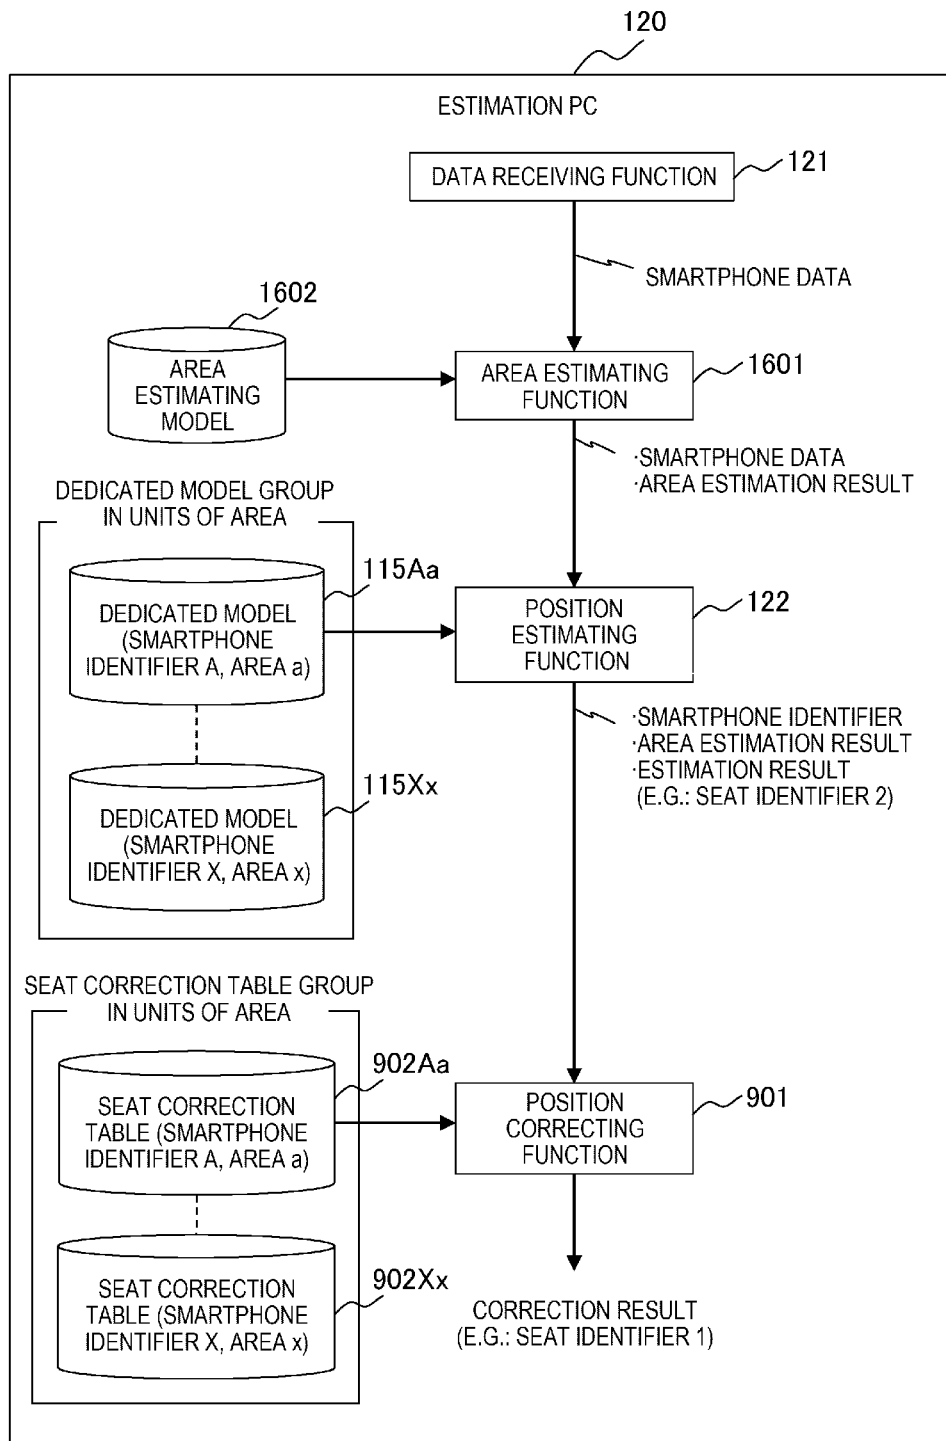 120
ESTIMATION PC
DATA RECEIVING FUNCTION
121
SMARTPHONE DATA
1602
AREA
ESTIMATING
MODEL
AREA ESTIMATING
FUNCTION
1601
·SMARTPHONE DATA
·AREA ESTIMATION RESULT
DEDICATED MODEL GROUP
IN UNITS OF AREA
115Aa
DEDICATED MODEL
(SMARTPHONE
IDENTIFIER A, AREA a)
POSITION
ESTIMATING
FUNCTION
122
·SMARTPHONE IDENTIFIER
·AREA ESTIMATION RESULT
·ESTIMATION RESULT
(E.G.: SEAT IDENTIFIER 2)
115Xx
DEDICATED MODEL
(SMARTPHONE
IDENTIFIER X, AREA x)
SEAT CORRECTION TABLE GROUP
IN UNITS OF AREA
902Aa
SEAT CORRECTION
TABLE (SMARTPHONE
IDENTIFIER A, AREA a)
POSITION
CORRECTING
FUNCTION
901
902Xx
SEAT CORRECTION
TABLE (SMARTPHONE
IDENTIFIER X, AREA x)
CORRECTION RESULT
(E.G.: SEAT IDENTIFIER 1)